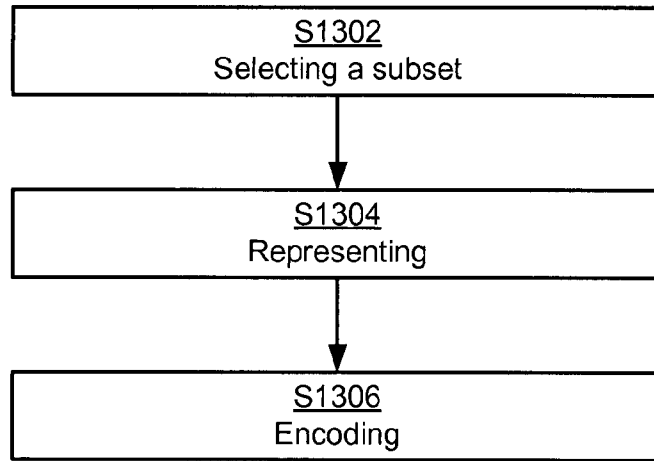 S1302
Selecting a subset
S1304
Representing
S1306
Encoding